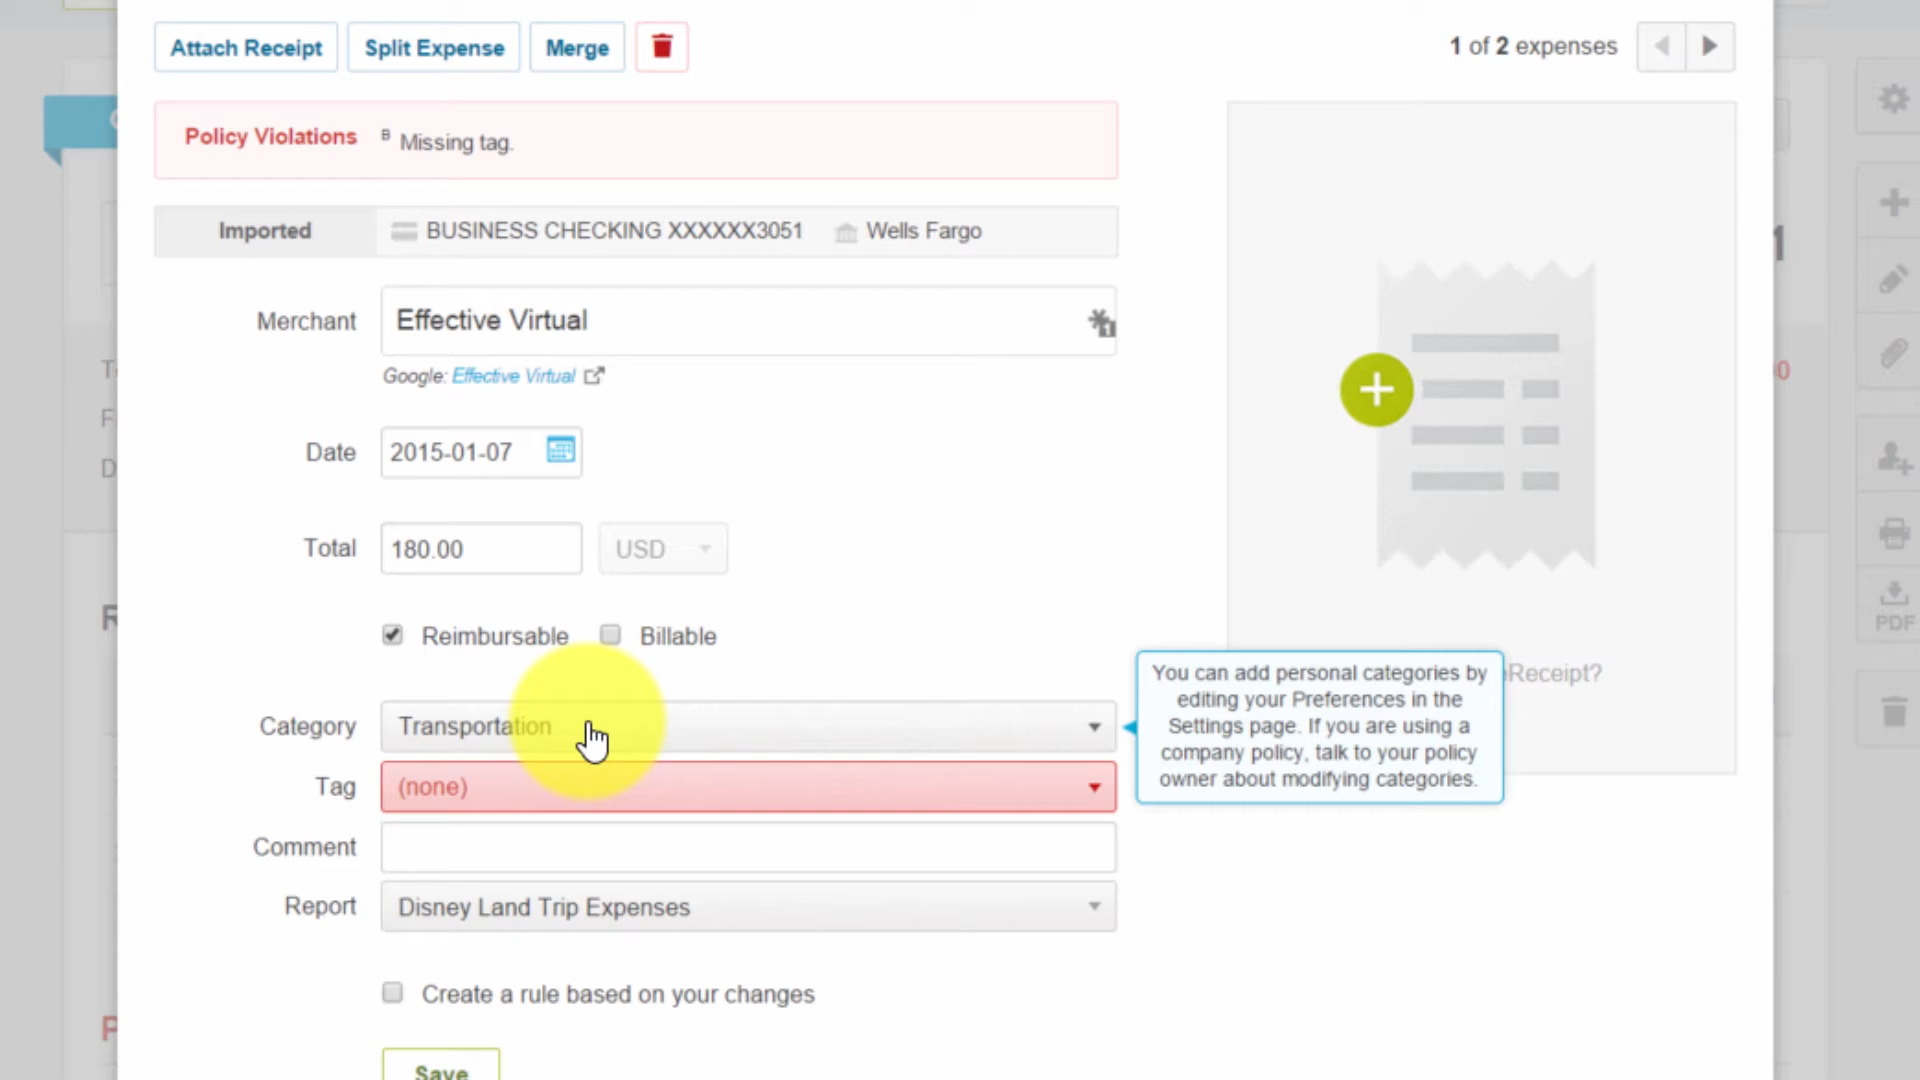 Attach Receipt Split Expense Merge 1 of 2 expenses
Policy Violations B Missing tag.
Imported BUSINESS CHECKING XXXXXX3051 Wells Fargo
Merchant Effective Virtual
Google: Effective Virtual
Date 2015-01-07
Total 180.00 USD
Reimbursable Billable
Category Transportation
Tag (none)
Comment
Report Disney Land Trip Expenses
Create a rule based on your changes
Save
You can add personal categories by
editing your Preferences in the
Settings page. If you are using a
company policy, talk to your policy
owner about modifying categories.
eReceipt?
PDF